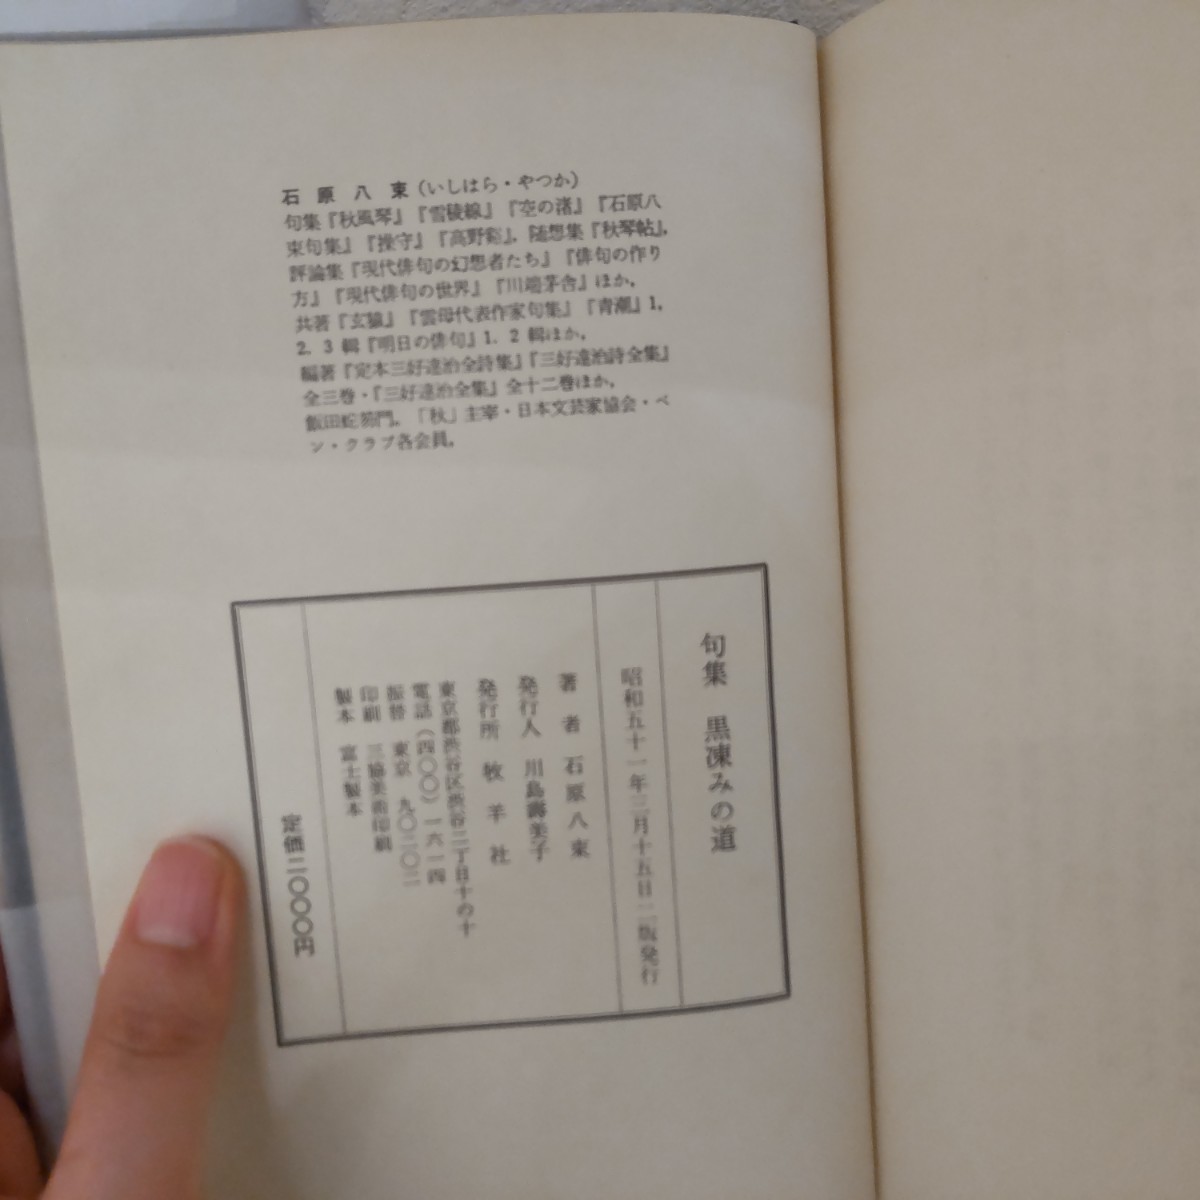 石原八束（いしはら・やつか）
句集『秋風琴』『雪稜線』『空の渚』『石原八
束句集』『操守』『高野谿』，随想集『秋琴帖』，
評論集『現代俳句の幻想者たち』『俳句の作り
方』『現代俳句の世界』『川端茅舎』ほか，
共著『玄猿』『雲母代表作家句集』『青潮』1，
2，3輯『明日の俳句』1．2輯ほか，
編著『定本三好達治全詩集』『三好達治詩全集』
全三巻・『三好達治全集』全十二巻ほか，
飯田蛇笏門，「秋」主宰・日本文芸家協会・ペ
ン・クラブ各会員，
句集 黒凍みの道
昭和五十一年三月十五日二版発行
著者 石原八束
発行人 川島壽美子
発行所 牧羊社
東京都渋谷区渋谷二丁目十の十
電話（四〇〇）一六一四
振替 東京 九〇二〇二
印刷 三協美術印刷
製本 富士製本
定価二〇〇〇円